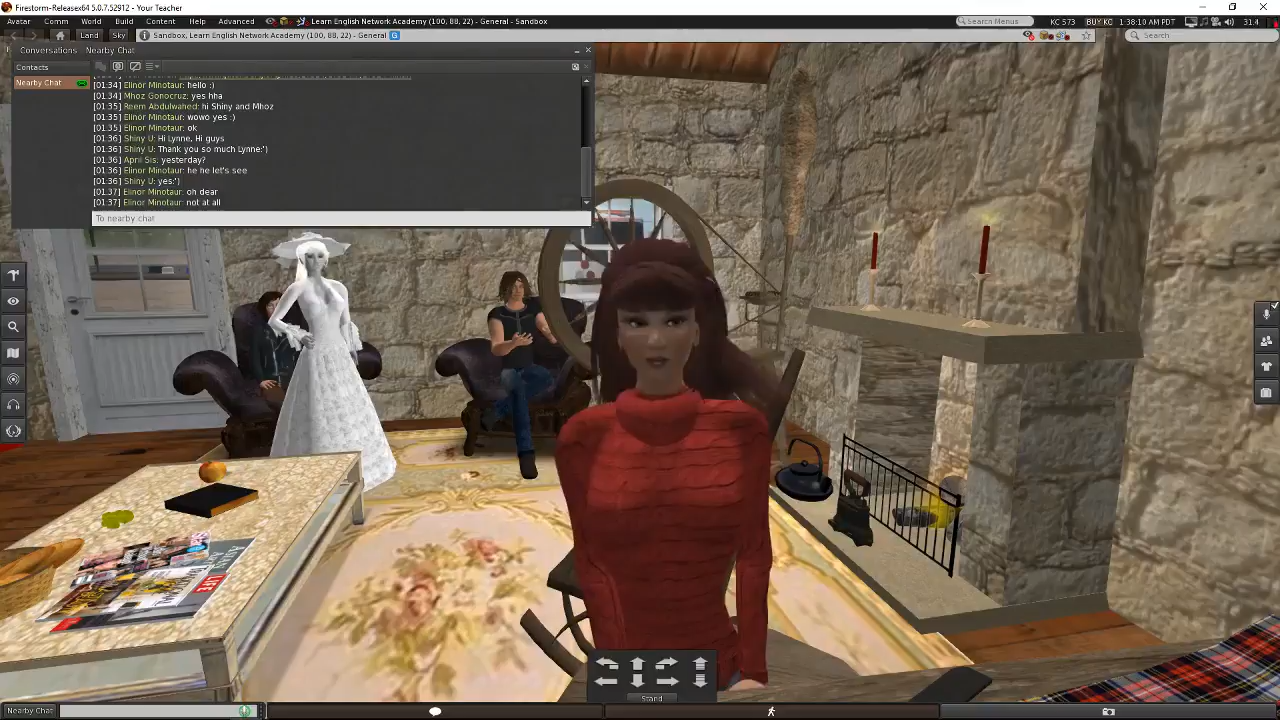 Firestorm-Releasex64 5.0.7.52912 - Your Teacher
Avatar Comm World Build Content Help Advanced Learn English Network Academy (100, 88, 22) - General - Sandbox
Search Menus
KC 573 BUY KC 1:38:10 AM PDT 31.4
Land Sky Sandbox, Learn English Network Academy (100, 88, 22) - General G
Search
Conversations Nearby Chat
Contacts
Nearby Chat
[01:34] Elinor Minotaur: hello :)
[01:34] Mhoz Gonocruz: yes hha
[01:35] Reem Abdulwahed: hi Shiny and Mhoz
[01:35] Elinor Minotaur: wowo yes :)
[01:35] Elinor Minotaur: ok
[01:36] Shiny U: Hi Lynne, Hi guys
[01:36] Shiny U: Thank you so much Lynne:')
[01:36] April Sis: yesterday?
[01:36] Elinor Minotaur: he he let's see
[01:36] Shiny U: yes:')
[01:37] Elinor Minotaur: oh dear
[01:37] Elinor Minotaur: not at all
To nearby chat
LIFE
Stand
Nearby Chat